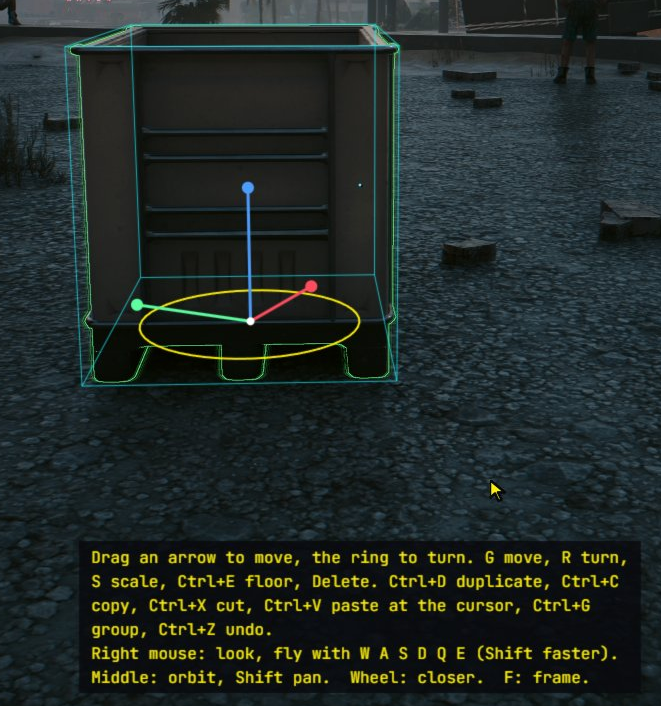 Drag an arrow to move, the ring to turn. G move, R turn,
S scale, Ctrl+E floor, Delete. Ctrl+D duplicate, Ctrl+C
copy, Ctrl+X cut, Ctrl+V paste at the cursor, Ctrl+G
group, Ctrl+Z undo.
Right mouse: look, fly with W A S D Q E (Shift faster).
Middle: orbit, Shift pan.  Wheel: closer.  F: frame.